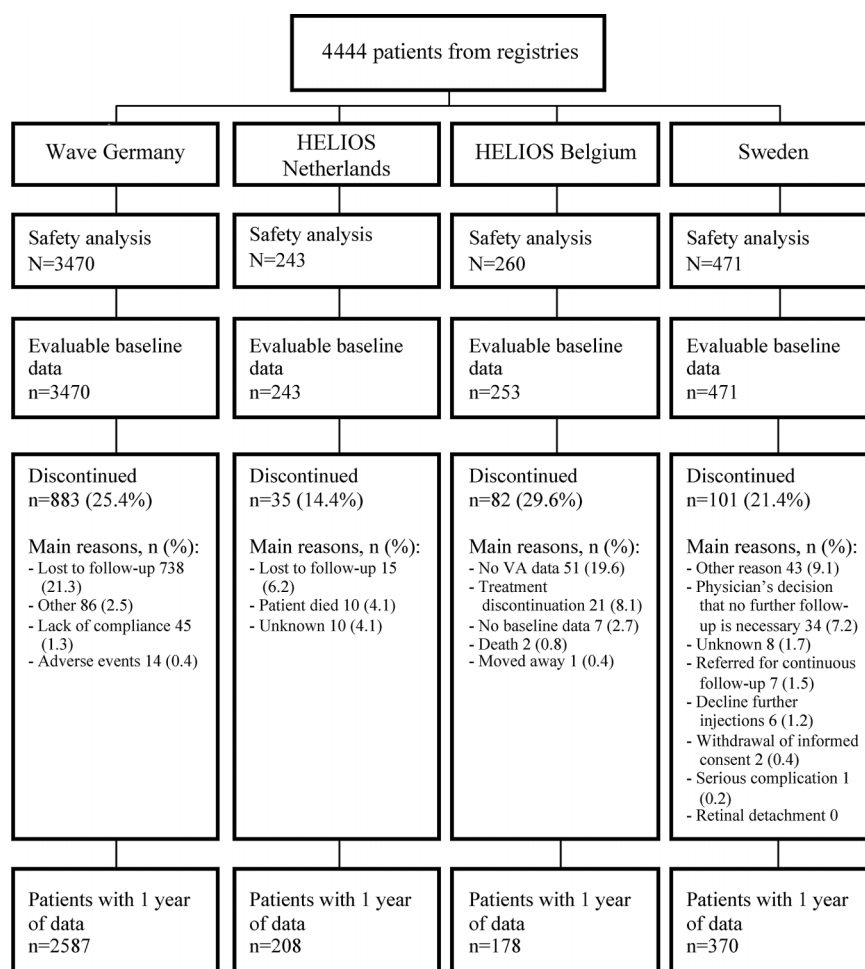 4444 patients from registries
Wave Germany
HELIOS
Netherlands
HELIOS Belgium
Sweden
Safety analysis
N=3470
Safety analysis
N=243
Safety analysis
N=260
Safety analysis
N=471
Evaluable baseline
data
n=3470
Evaluable baseline
data
n=243
Evaluable baseline
data
n=253
Evaluable baseline
data
n=471
Discontinued
n=883 (25.4%)
Main reasons, n (%):
- Lost to follow-up 738
(21.3)
- Other 86 (2.5)
- Lack of compliance 45
(1.3)
- Adverse events 14 (0.4)
Discontinued
n=35 (14.4%)
Main reasons, n (%):
- Lost to follow-up 15
(6.2)
- Patient died 10 (4.1)
- Unknown 10 (4.1)
Discontinued
n=82 (29.6%)
Main reasons, n (%):
- No VA data 51 (19.6)
- Treatment
discontinuation 21 (8.1)
- No baseline data 7 (2.7)
- Death 2 (0.8)
- Moved away 1 (0.4)
Discontinued
n=101 (21.4%)
Main reasons, n (%):
- Other reason 43 (9.1)
- Physician's decision
that no further follow-
up is necessary 34 (7.2)
- Unknown 8 (1.7)
- Referred for continuous
follow-up 7 (1.5)
- Decline further
injections 6 (1.2)
- Withdrawal of informed
consent 2 (0.4)
- Serious complication 1
(0.2)
- Retinal detachment 0
Patients with 1 year
of data
n=2587
Patients with 1 year
of data
n=208
Patients with 1 year
of data
n=178
Patients with 1 year
of data
n=370